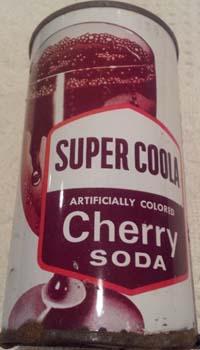 SUPER COOLA
ARTIFICIALLY COLORED
Cherry
SODA